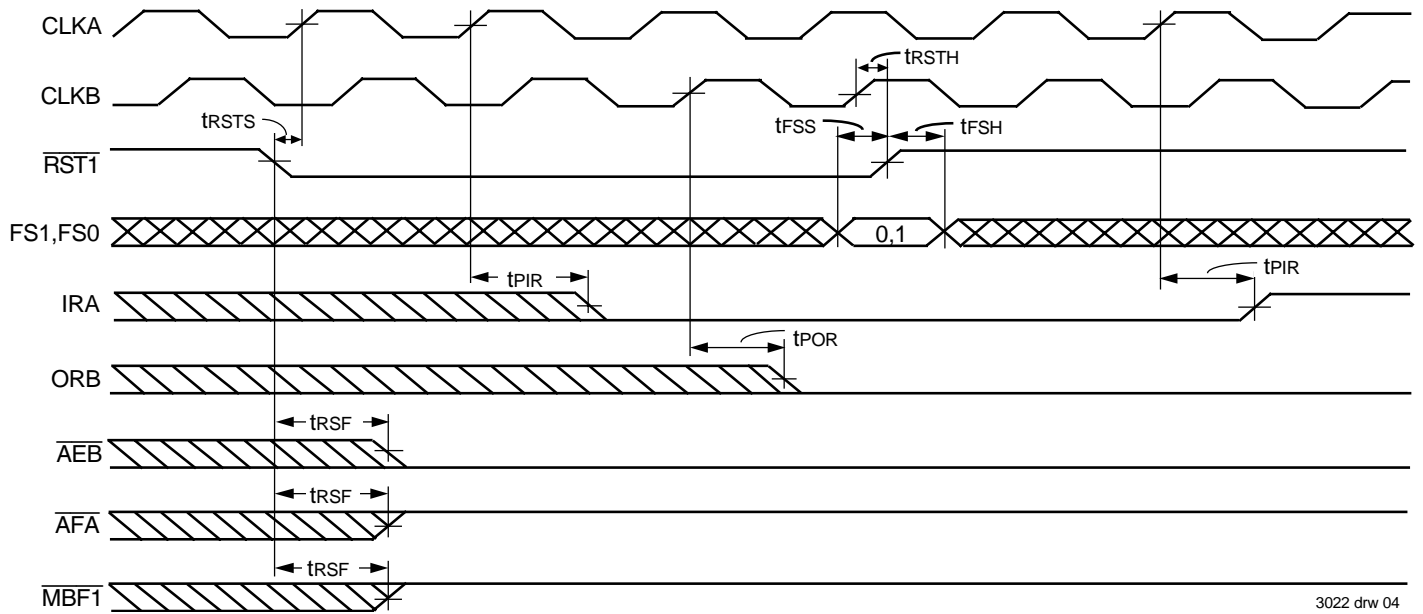 CLKA
tRSTH
CLKB
tRSTS
tFSS
tFSH
RST1
FS1,FS0
0,1
tPIR
tPIR
IRA
tPOR
ORB
tRSF
AEB
tRSF
AFA
tRSF
MBF1
3022 drw 04